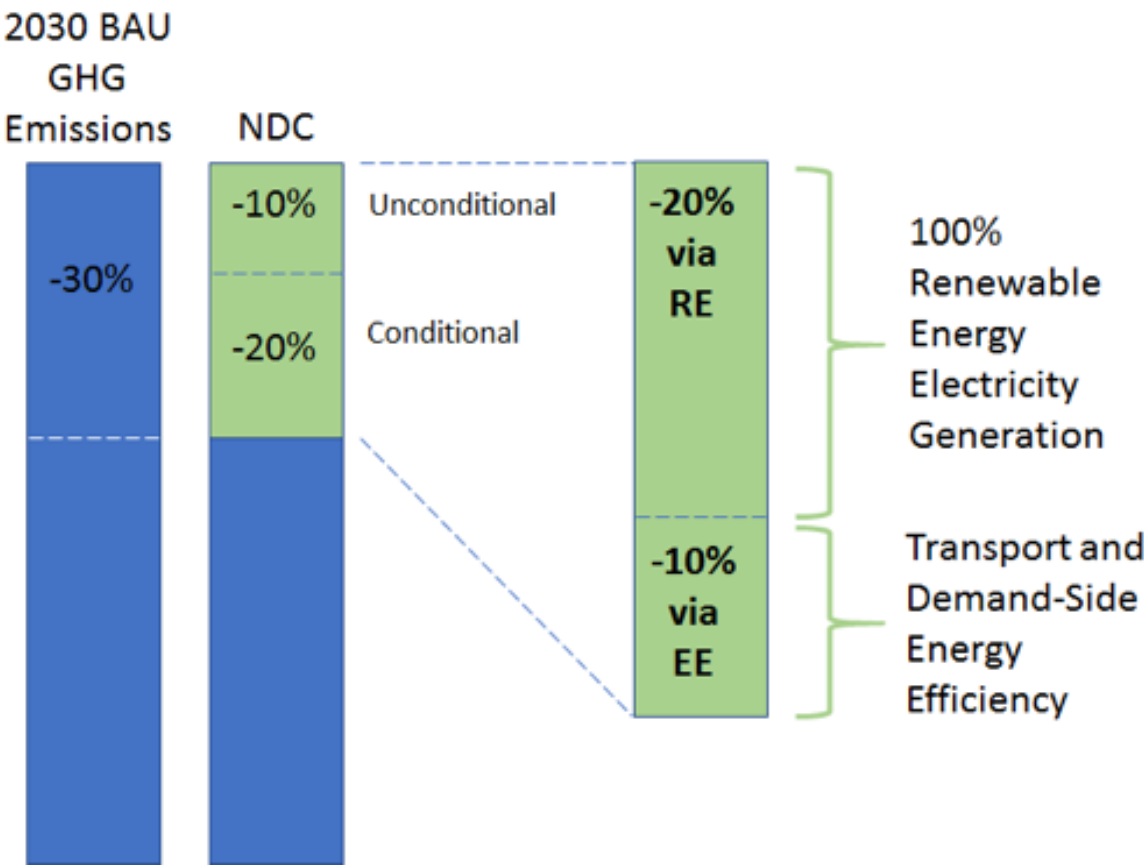 2030 BAU
GHG
Emissions
NDC
-30%
-10%
-20%
Unconditional
Conditional
-20%
via
RE
-10%
via
EE
100%
Renewable
Energy
Electricity
Generation
Transport and
Demand-Side
Energy
Efficiency